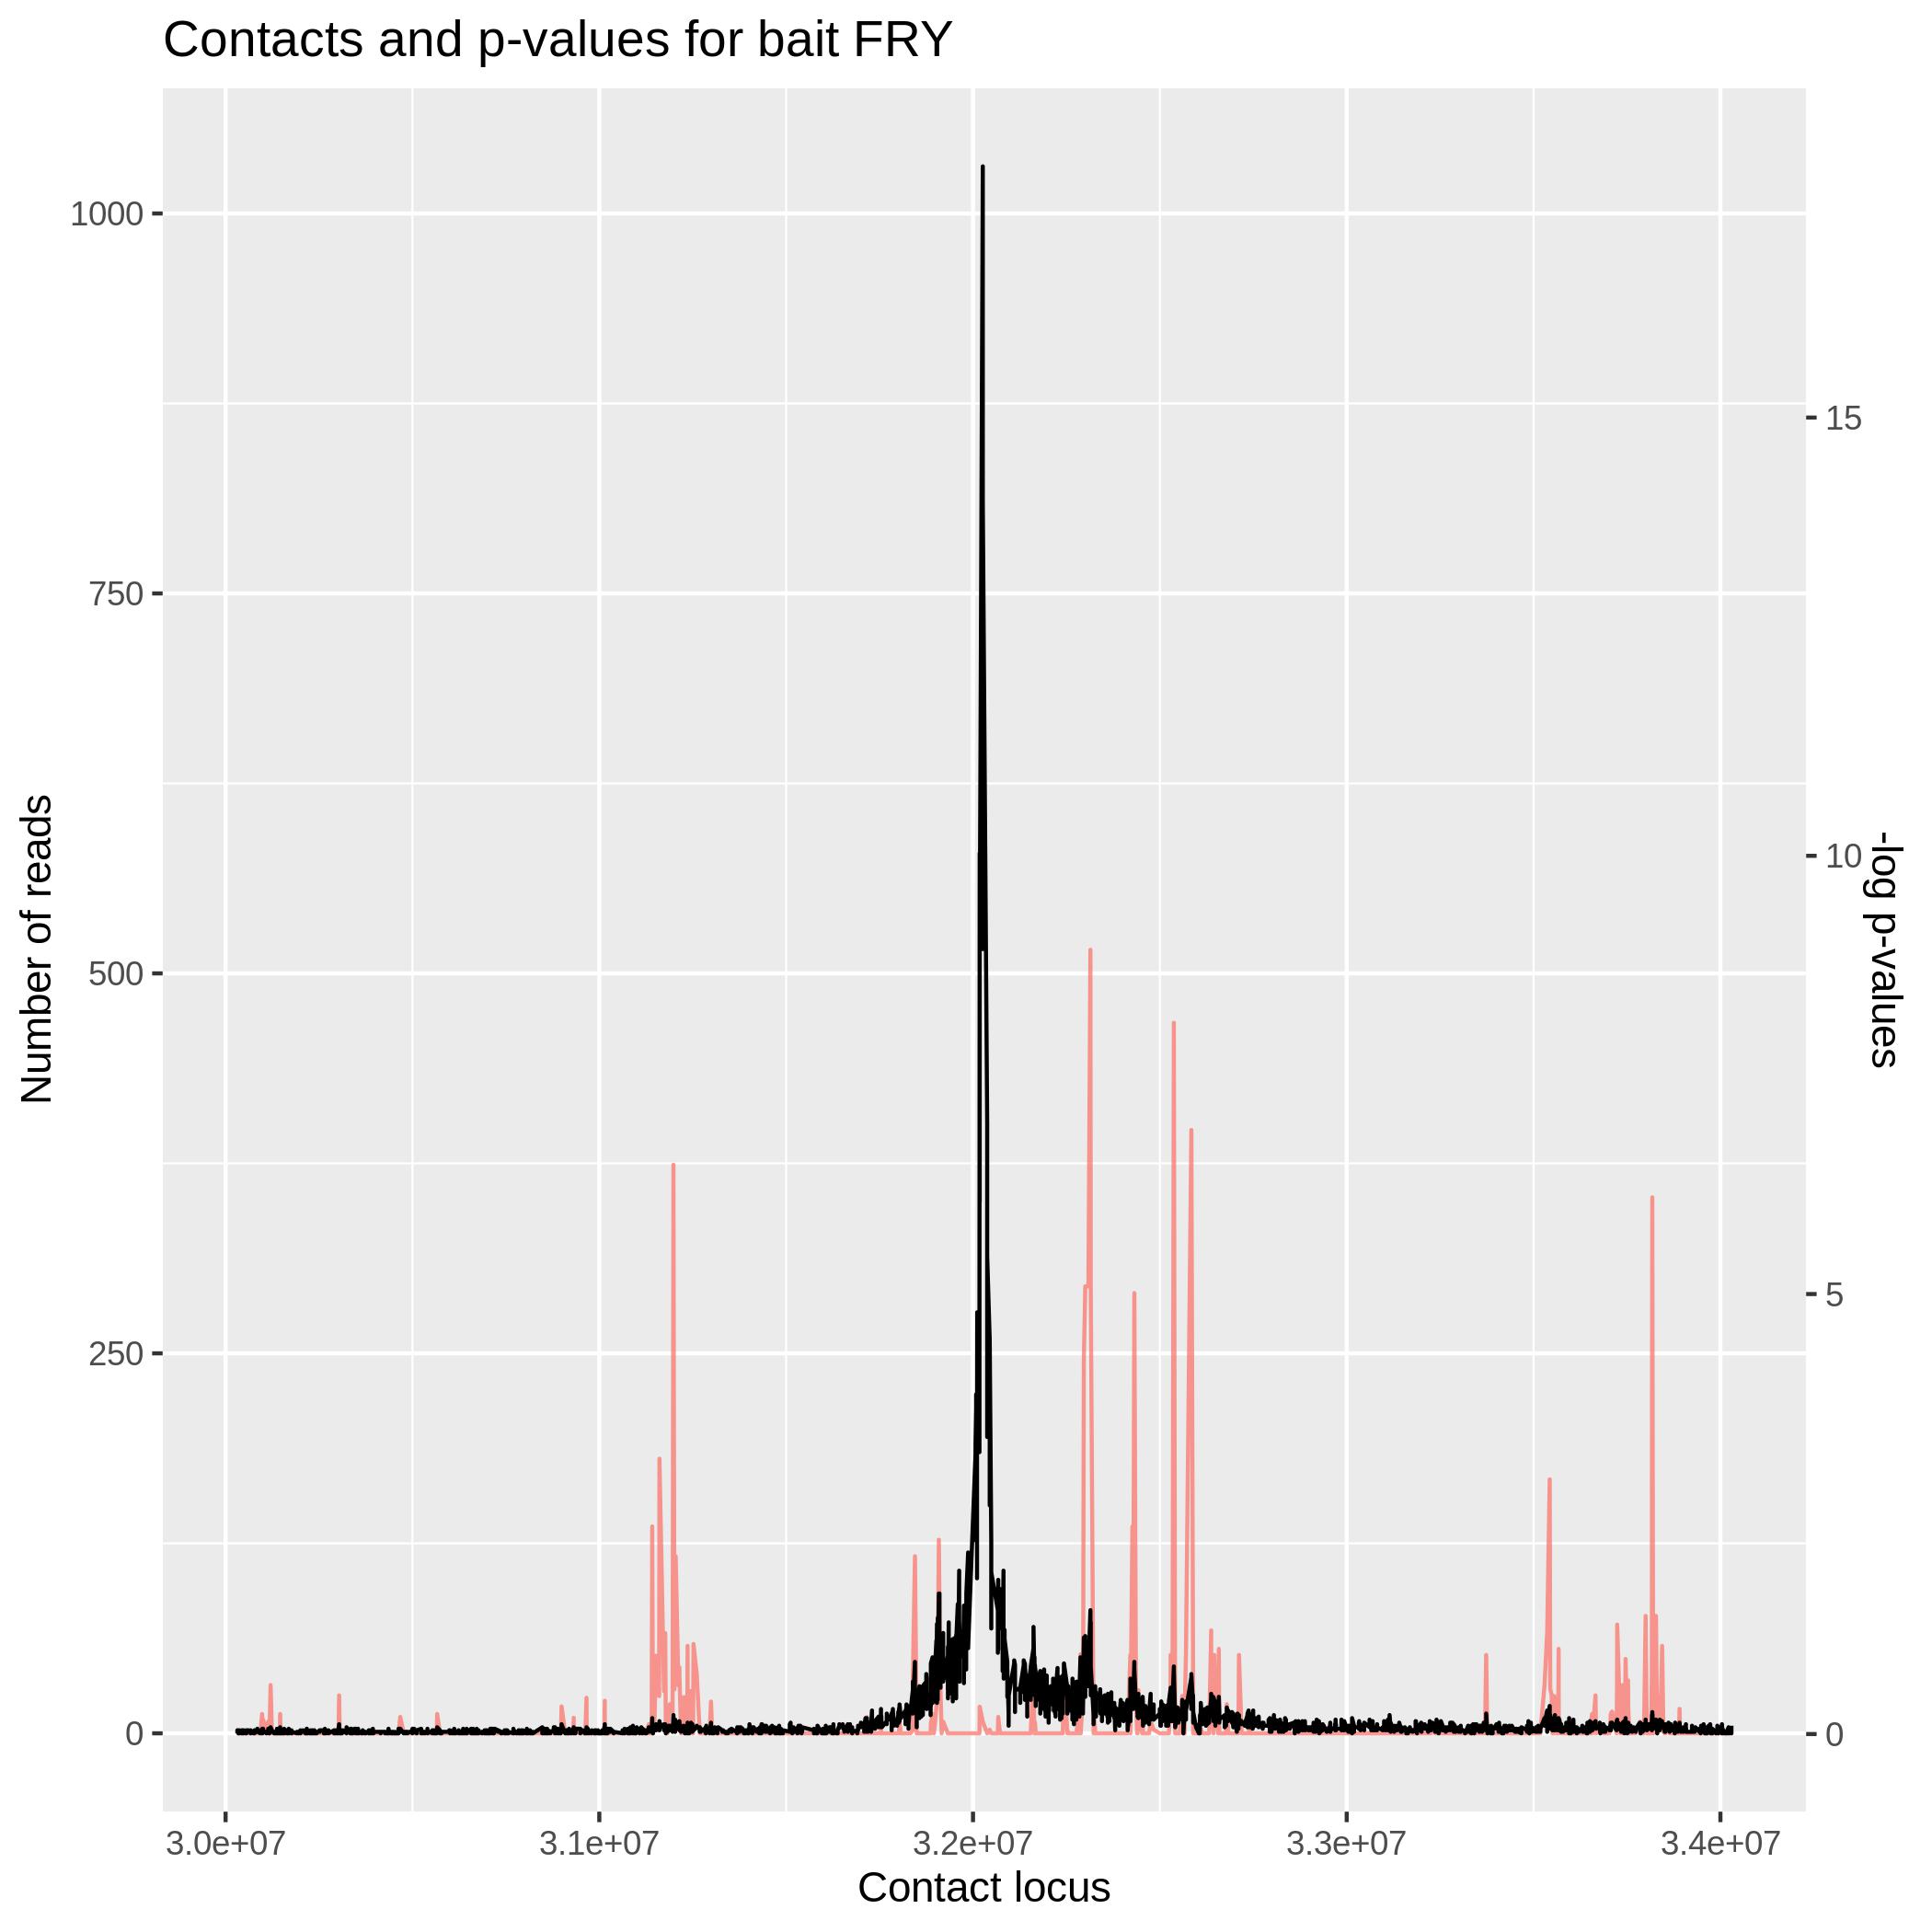 Contacts and p-values for bait FRY
1000
750
500
250
0
Number of reads
15
10
5
0
-log p-values
3.0e+07
3.1e+07
3.2e+07
3.3e+07
3.4e+07
Contact locus